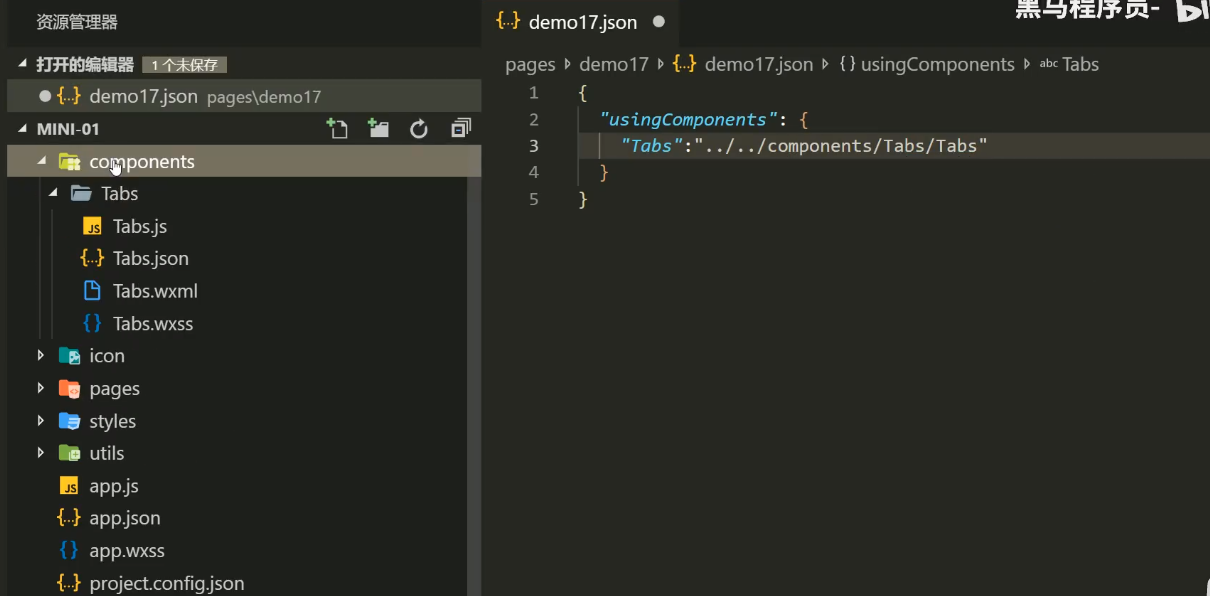 资源管理器
打开的编辑器 1 个未保存
{..} demo17.json pages\demo17
MINI-01
components
Tabs
JS Tabs.js
{..} Tabs.json
Tabs.wxml
{} Tabs.wxss
icon
pages
styles
utils
JS app.js
{..} app.json
{} app.wxss
{..} project.config.json
{..} demo17.json
黑马程序员-
pages demo17 {..} demo17.json {} usingComponents abc Tabs
1 {
2 "usingComponents": {
3 "Tabs":"../../components/Tabs/Tabs"
4 }
5 }